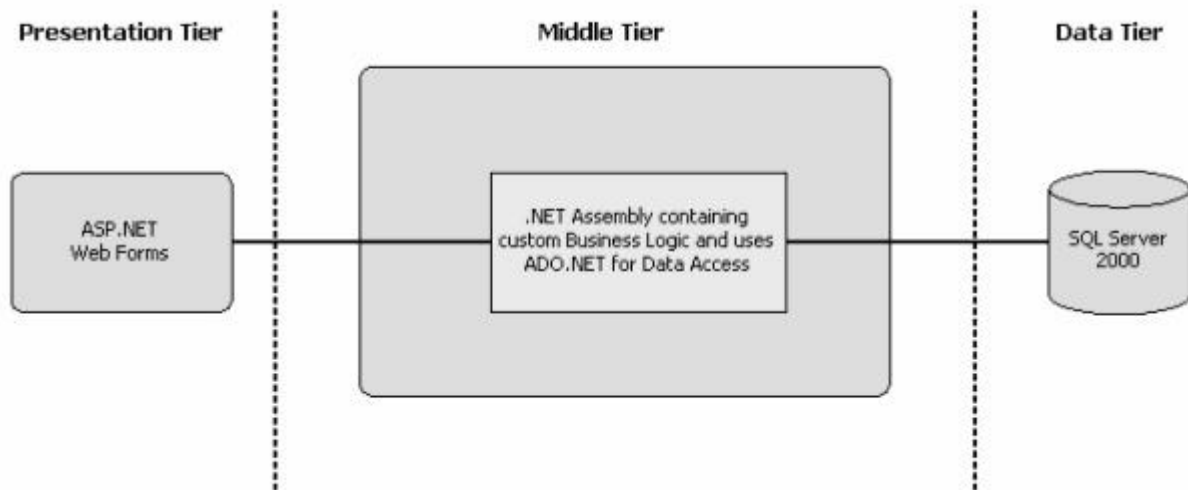 Presentation Tier
Middle Tier
Data Tier
ASP.NET
Web Forms
.NET Assembly containing
custom Business Logic and uses
ADO.NET for Data Access
SQL Server
2000